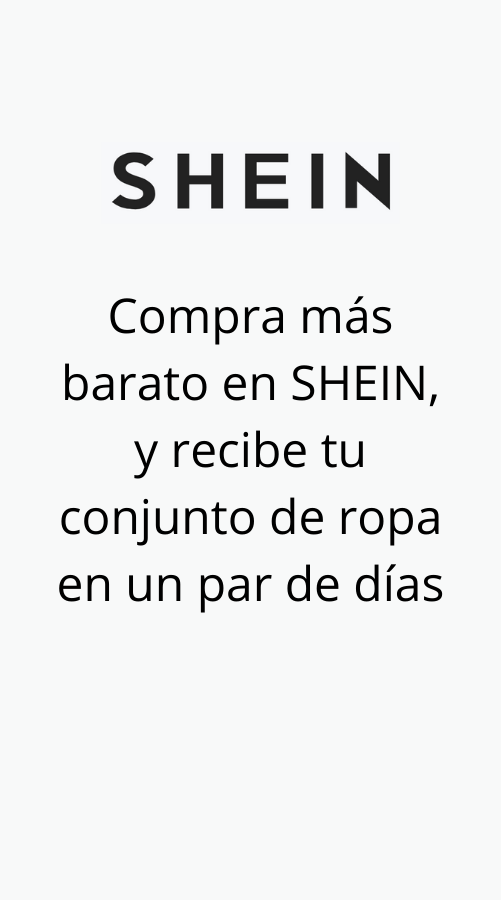 SHEIN
Compra más
barato en SHEIN,
y recibe tu
conjunto de ropa
en un par de días